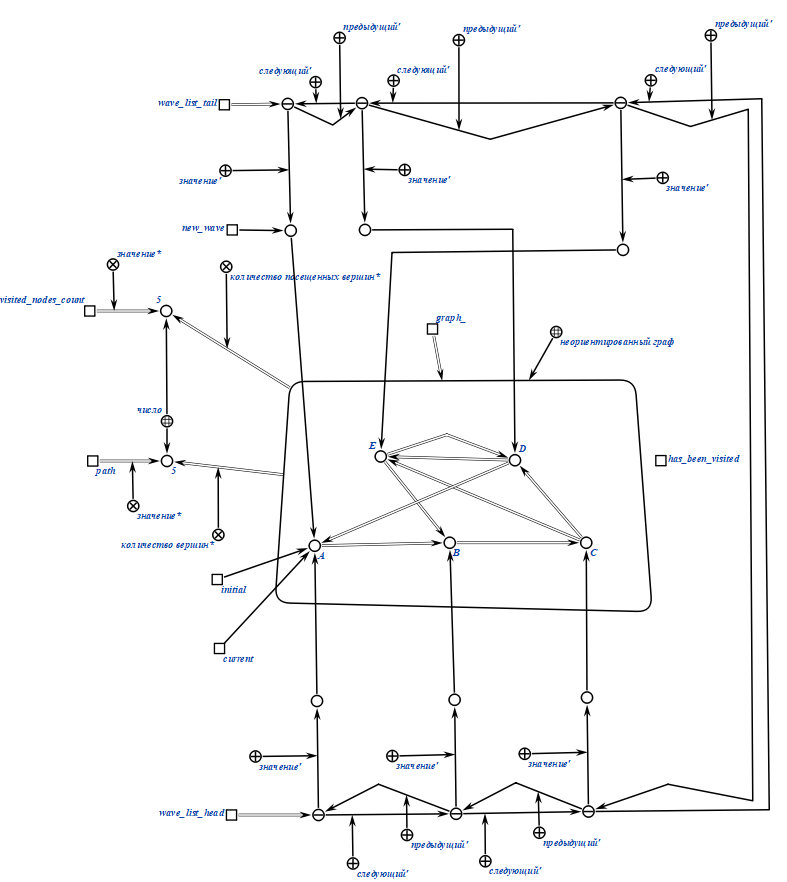 предыдущий'
предыдущий'
предыдущий'
следующий'
следующий'
следующий'
wave_list_tail
значение'
значение'
значение'
new_wave
значение*
количество посещенных вершин*
visited_nodes_count
5
graph_
неориентированный граф
число
E
D
has_been_visited
path
5
значение*
количество вершин*
A
B
C
initial
current
значение'
значение'
значение'
wave_list_head
предыдущий'
предыдущий'
следующий'
следующий'